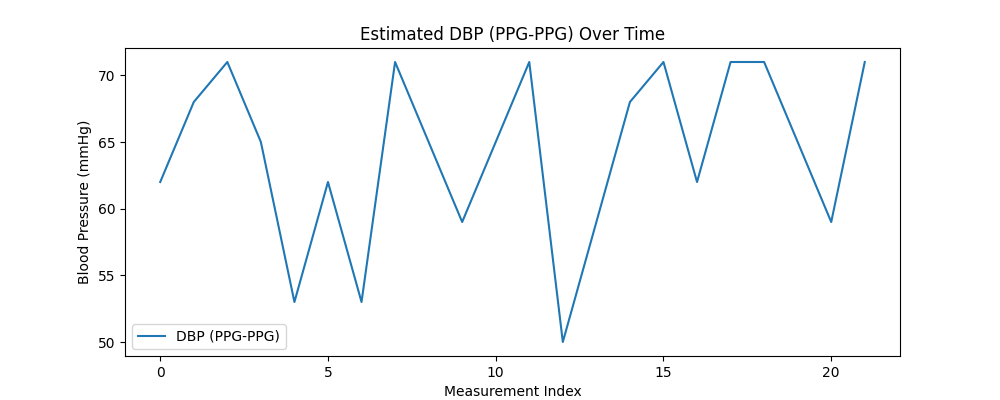 Estimated DBP (PPG-PPG) Over Time
Blood Pressure (mmHg)
70
65
60
55
50
DBP (PPG-PPG)
0 5 10 15 20
Measurement Index